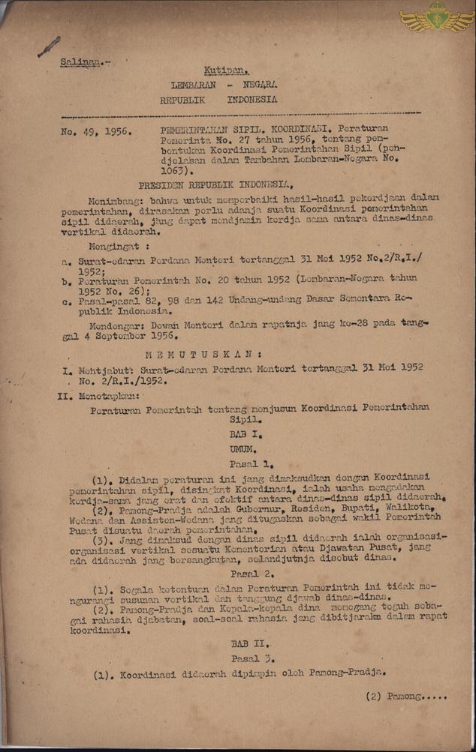 Salinan.-
Kutipan.
LEMBARAN - NEGARA
REPUBLIK INDONESIA
No. 49, 1956. PEMERINTAHAN SIPIL. KOORDINASI. Peraturan
Pemerintah No. 27 tahun 1956, tentang pem-
bentukan Koordinasi Pemerintahan Sipil (pen-
djelahan dalam Tambahan Lembaran-Negara No.
1063).
PRESIDEN REPUBLIK INDONESIA,
Menimbang: bahwa untuk memperbaiki hasil-hasil pekerdjaan dalam
pemerintahan, dirasakan perlu adanja suatu Koordinasi pemerintahan
sipil didaerah, jang dapat mendjamin kerdja sama antara dinas-dinas
vertikal didaerah.
Mengingat :
a. Surat-edaran Perdana Menteri tertanggal 31 Mei 1952 No.2/R.I./
1952;
b. Peraturan Pemerintah No. 20 tahun 1952 (Lembaran-Negara tahun
1952 No. 26);
c. Pasal-pasal 82, 98 dan 142 Undang-undang Dasar Sementara Re-
publik Indonesia.
Mendengar: Dewan Menteri dalam rapatnja jang ke-28 pada tang-
gal 4 September 1956.
M E M U T U S K A N :
I. Mentjabut: Surat-edaran Perdana Menteri tertanggal 31 Mei 1952
No. 2/R.I./1952.
II. Menetapkan:
Peraturan Pemerintah tentang menjusun Koordinasi Pemerintahan
Sipil.
BAB I.
UMUM.
Pasal 1.
(1). Didalam peraturan ini jang dimaksudkan dengan Koordinasi
pemerintahan sipil, disingkat Koordinasi, ialah usaha mengadakan
kerdja-sama jang erat dan efektif antara dinas-dinas sipil didaerah.
(2). Pamong-Pradja adalah Gubernur, Residen, Bupati, Walikota,
Wedana dan Assisten-Wedana jang ditugaskan sebagai wakil Pemerintah
Pusat disuatu daerah pemerintahan.
(3). Jang dimaksud dengan dinas sipil didaerah ialah organisasi-
organisasi vertikal sesuatu Kementerian atau Djawatan Pusat, jang
ada didaerah jang bersangkutan, selandjutnja disebut dinas.
Pasal 2.
(1). Segala ketentuan dalam Peraturan Pemerintah ini tidak me-
ngurangi susunan vertikal dan tanggung djawab dinas-dinas.
(2). Pamong-Pradja dan Kepala-kepala dina memegang teguh seba-
gai rahasia djabatan, soal-soal rahasia jang dibitjaraka dalam rapat
koordinasi.
BAB II.
Pasal 3.
(1). Koordinasi didaerah dipimpin oleh Pamong-Pradja.
(2) Pamong.....